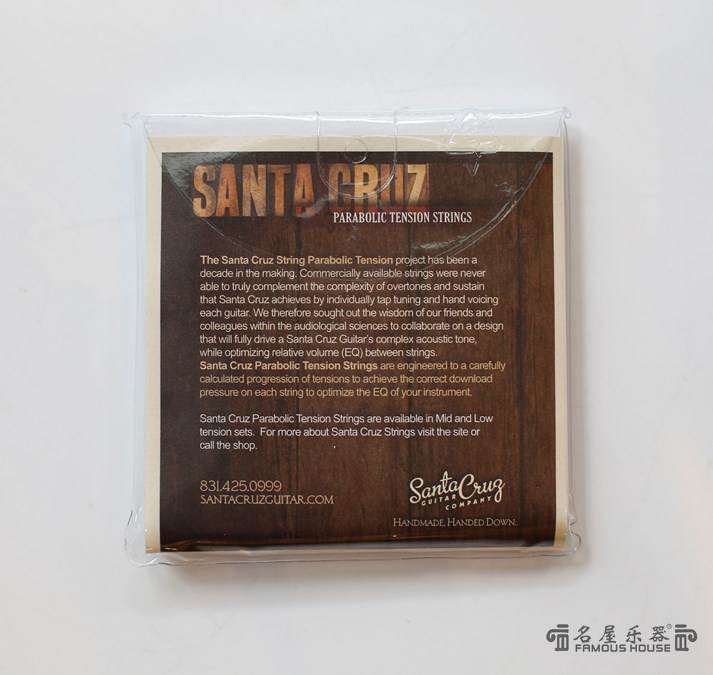 SANTA CRUZ
PARABOLIC TENSION STRINGS
The Santa Cruz String Parabolic Tension project has been a
decade in the making. Commercially available strings were never
able to truly complement the complexity of overtones and sustain
that Santa Cruz achieves by individually tap tuning and hand voicing
each guitar. We therefore sought out the wisdom of our friends and
colleagues within the audiological sciences to collaborate on a design
that will fully drive a Santa Cruz Guitar's complex acoustic tone,
while optimizing relative volume (EQ) between strings.
Santa Cruz Parabolic Tension Strings are engineered to a carefully
calculated progression of tensions to achieve the correct download
pressure on each string to optimize the EQ of your instrument.
Santa Cruz Parabolic Tension Strings are available in Mid and Low
tension sets. For more about Santa Cruz Strings visit the site or
call the shop.
831.425.0999
SANTACRUZGUITAR.COM
Santa Cruz
GUITAR
COMPANY
HANDMADE, HANDED DOWN.
名屋乐器®
FAMOUS HOUSE